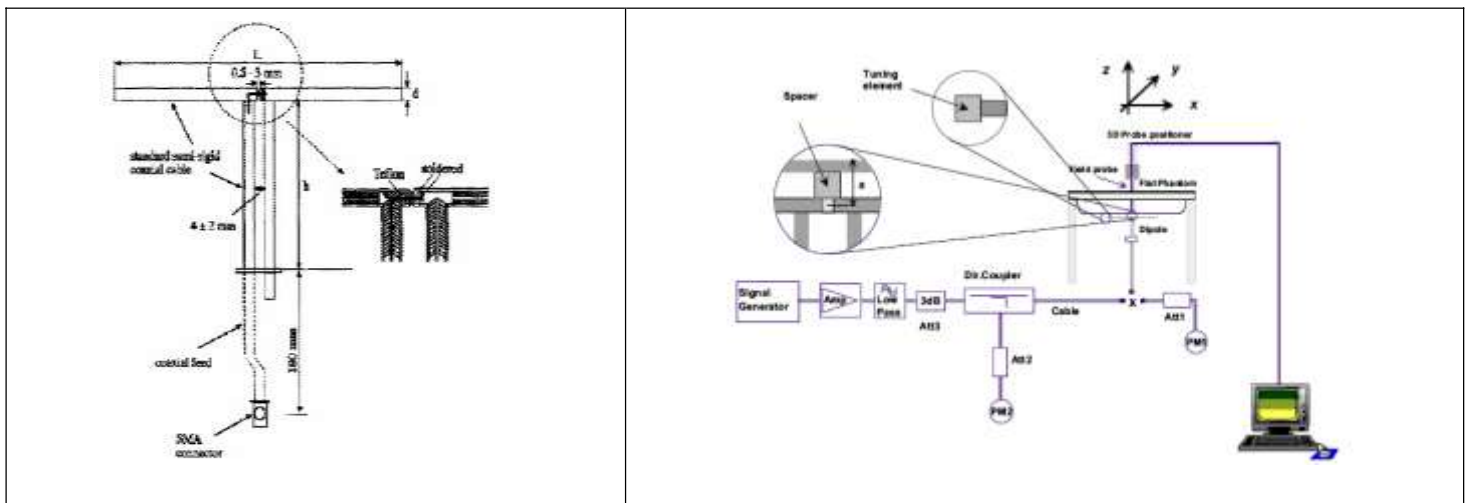 L
0.5 - 3 mm
d
standard semi-rigid
coaxial cable
h
Teflon
soldered
4 ± 2 mm
coaxial feed
SMA
connector
Tuning
element
Spacer
s
z
y
x
3D Probe positioner
Field probe
Flat Phantom
Dipole
Signal
Generator
Amp
Low
Pass
3dB
Att3
Dir.Coupler
Cable
x
Att1
PM1
Att2
PM2